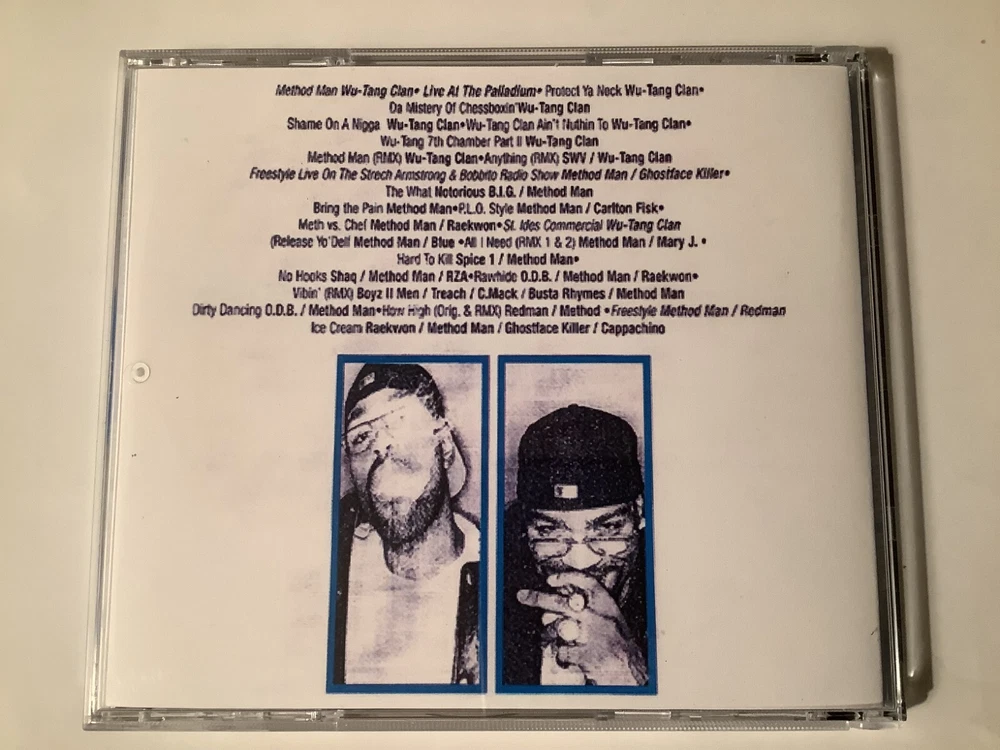 Method Man Wu-Tang Clan• Live At The Palladium• Protect Ya Neck Wu-Tang Clan•
Da Mistery Of Chessboxin'Wu-Tang Clan
Shame On A Nigga Wu-Tang Clan•Wu-Tang Clan Ain't Nuthin To Wu-Tang Clan•
Wu-Tang 7th Chamber Part II Wu-Tang Clan
Method Man (RMX) Wu-Tang Clan•Anything (RMX) SWV / Wu-Tang Clan
Freestyle Live On The Strech Armstrong & Bobbrito Radio Show Method Man / Ghostface Killer•
The What Notorious B.I.G. / Method Man
Bring the Pain Method Man•P.L.O. Style Method Man / Carlton Fisk•
Meth vs. Chef Method Man / Raekwon•St. Ides Commercial Wu-Tang Clan
(Release Yo'Dell Method Man / Blue •All I Need (RMX 1 & 2) Method Man / Mary J. •
Hard To Kill Spice 1 / Method Man•
No Hooks Shaq / Method Man / RZA•Rawhide O.D.B. / Method Man / Raekwon•
Vibin' (RMX) Boyz II Men / Treach / C.Mack / Busta Rhymes / Method Man
Dirty Dancing O.D.B. / Method Man•How High (Orig. & RMX) Redman / Method •Freestyle Method Man / Redman
Ice Cream Raekwon / Method Man / Ghostface Killer / Cappachino